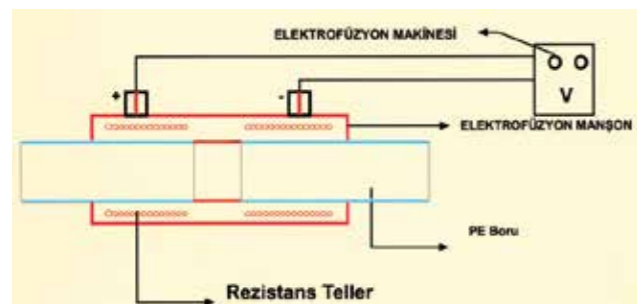 ELEKTROFÜZYON MAKİNESİ
+
-
V
ELEKTROFÜZYON MANŞON
PE Boru
Rezistans Teller